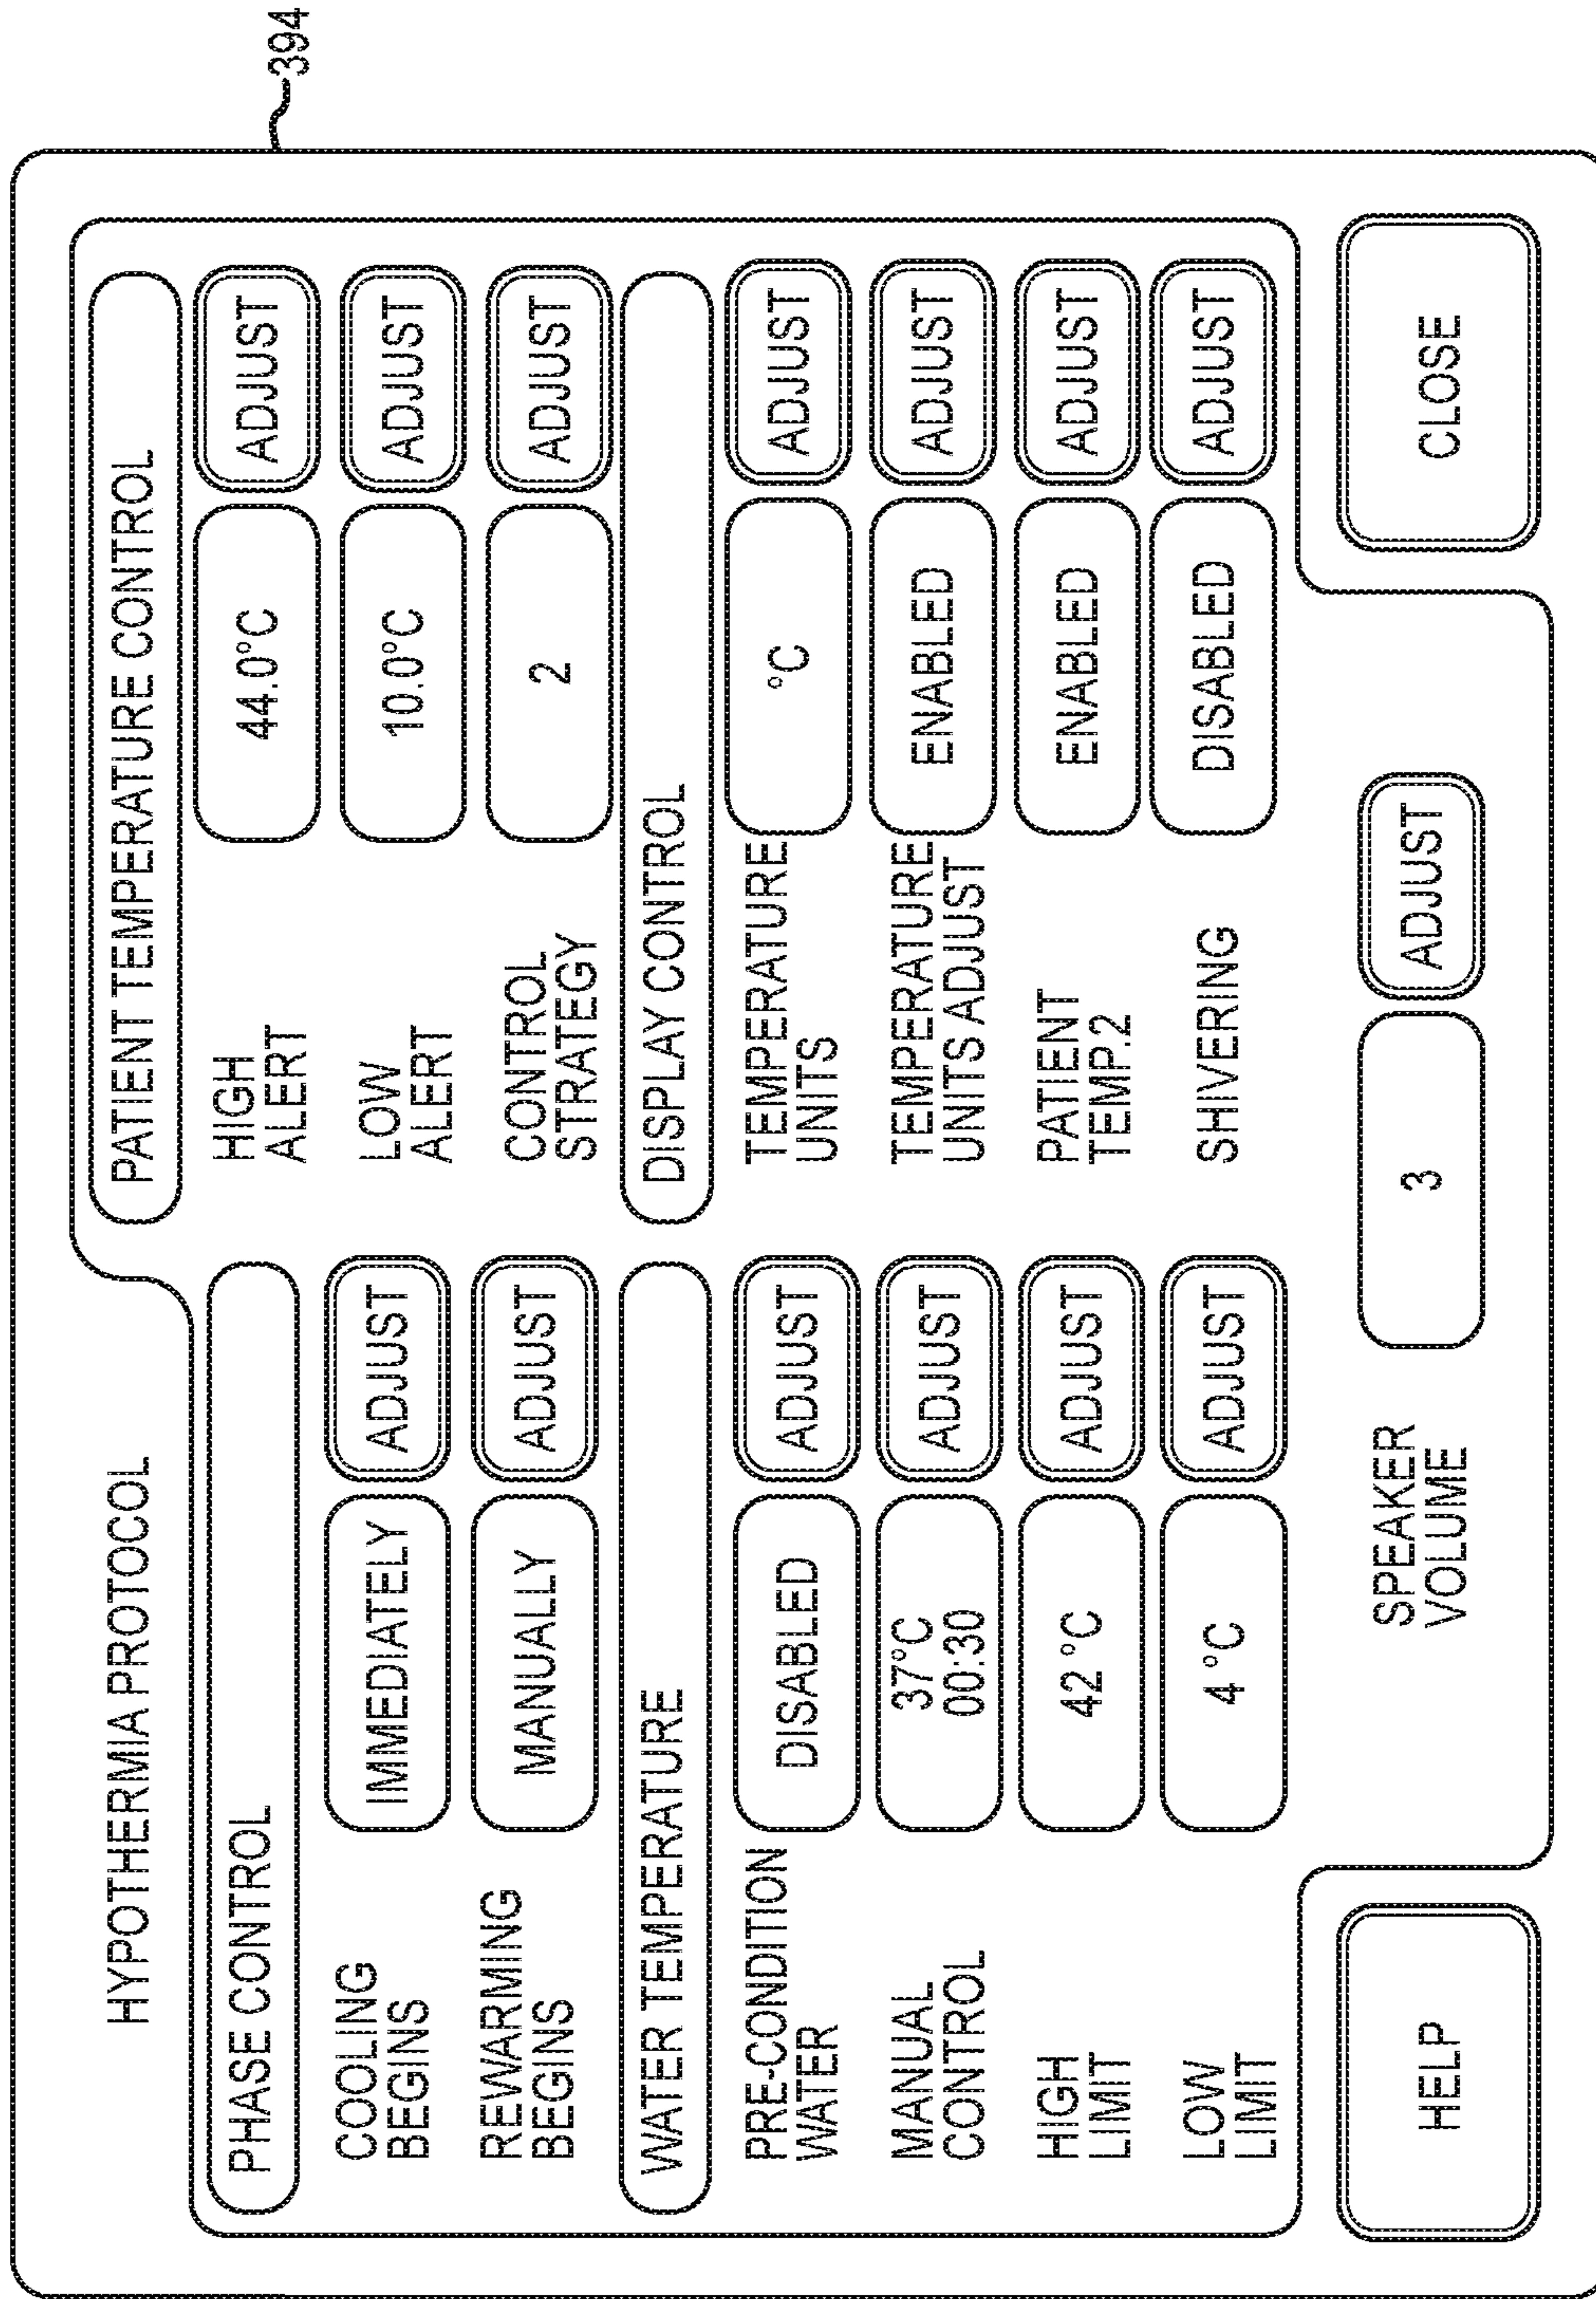 394
HYPOTHERMIA PROTOCOL
PHASE CONTROL
COOLING
BEGINS
IMMEDIATELY
ADJUST
REWARMING
BEGINS
MANUALLY
ADJUST
WATER TEMPERATURE
PRE-CONDITION
WATER
DISABLED
ADJUST
MANUAL
CONTROL
37°C
00:30
ADJUST
HIGH
LIMIT
42 °C
ADJUST
LOW
LIMIT
4 °C
ADJUST
PATIENT TEMPERATURE CONTROL
HIGH
ALERT
44.0°C
ADJUST
LOW
ALERT
10.0°C
ADJUST
CONTROL
STRATEGY
2
ADJUST
DISPLAY CONTROL
TEMPERATURE
UNITS
°C
ADJUST
TEMPERATURE
UNITS ADJUST
ENABLED
ADJUST
PATIENT
TEMP.2
ENABLED
ADJUST
SHIVERING
DISABLED
ADJUST
HELP
SPEAKER
VOLUME
3
ADJUST
CLOSE